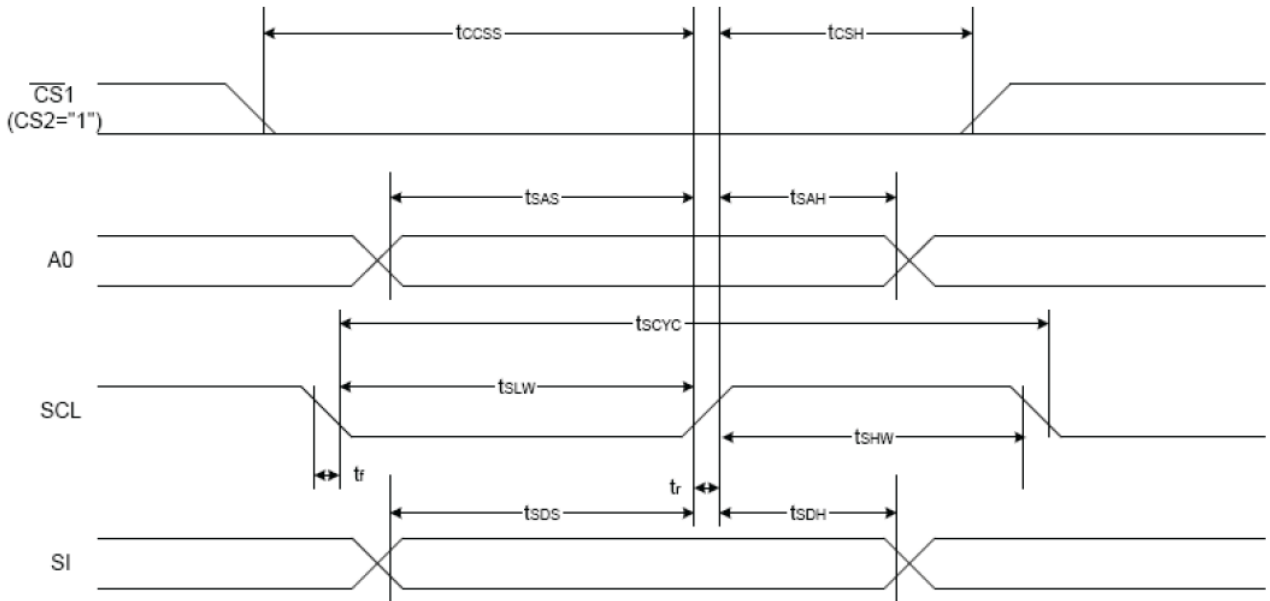 tCCSS
tCSH
CS1
(CS2="1")
tSAS
tSAH
A0
tSCYC
tSLW
SCL
tSHW
tf
tr
tSDS
tSDH
SI